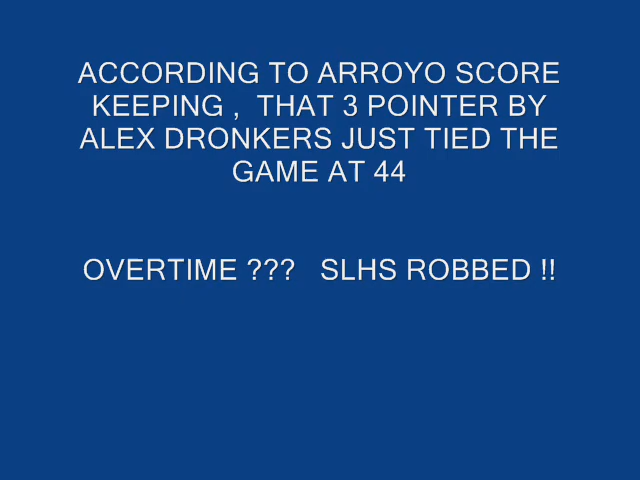 ACCORDING TO ARROYO SCORE
KEEPING ,  THAT 3 POINTER BY
ALEX DRONKERS JUST TIED THE
GAME AT 44
OVERTIME ???   SLHS ROBBED !!